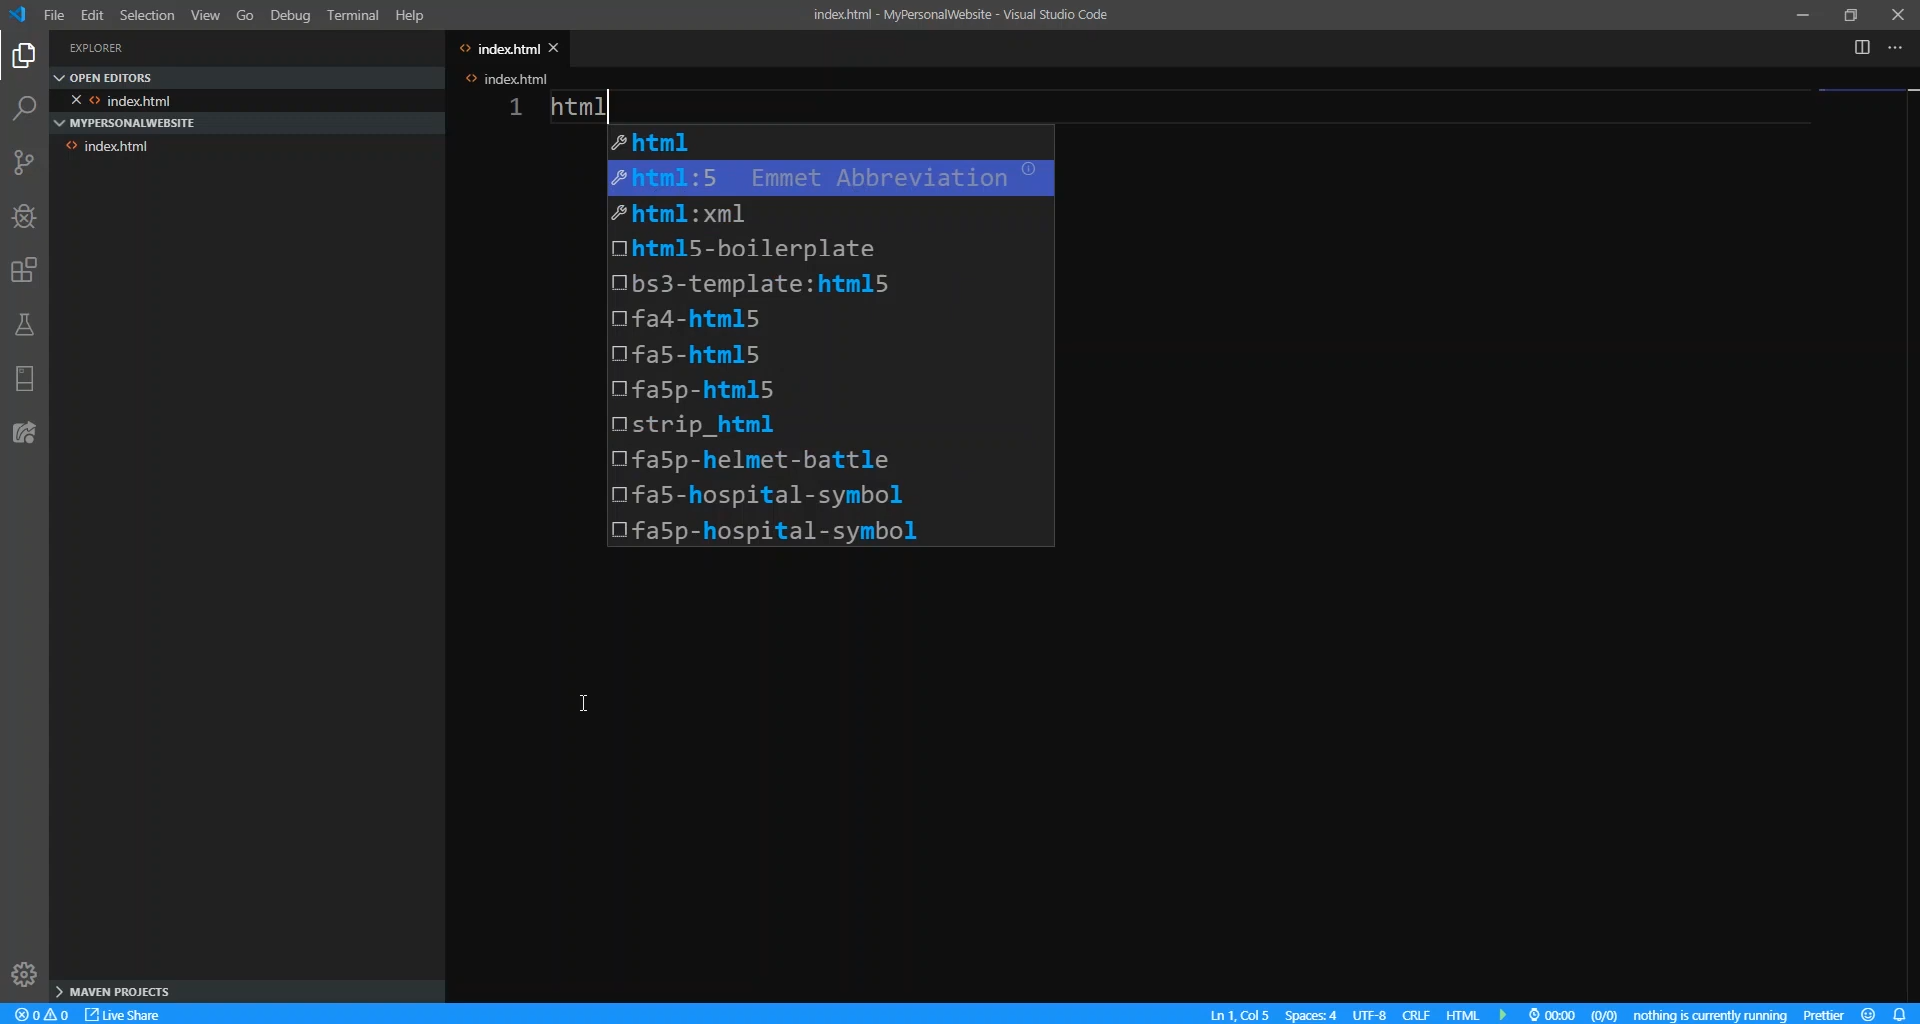 File Edit Selection View Go Debug Terminal Help
index.html - MyPersonalWebsite - Visual Studio Code
EXPLORER
OPEN EDITORS
index.html
MYPERSONALWEBSITE
index.html
MAVEN PROJECTS
index.html
index.html
1 html
html
html:5 Emmet Abbreviation
html:xml
html5-boilerplate
bs3-template:html5
fa4-html5
fa5-html5
fa5p-html5
strip_html
fa5p-helmet-battle
fa5-hospital-symbol
fa5p-hospital-symbol
0 0 Live Share
Ln 1, Col 5 Spaces: 4 UTF-8 CRLF HTML 00:00 (0/0) nothing is currently running Prettier